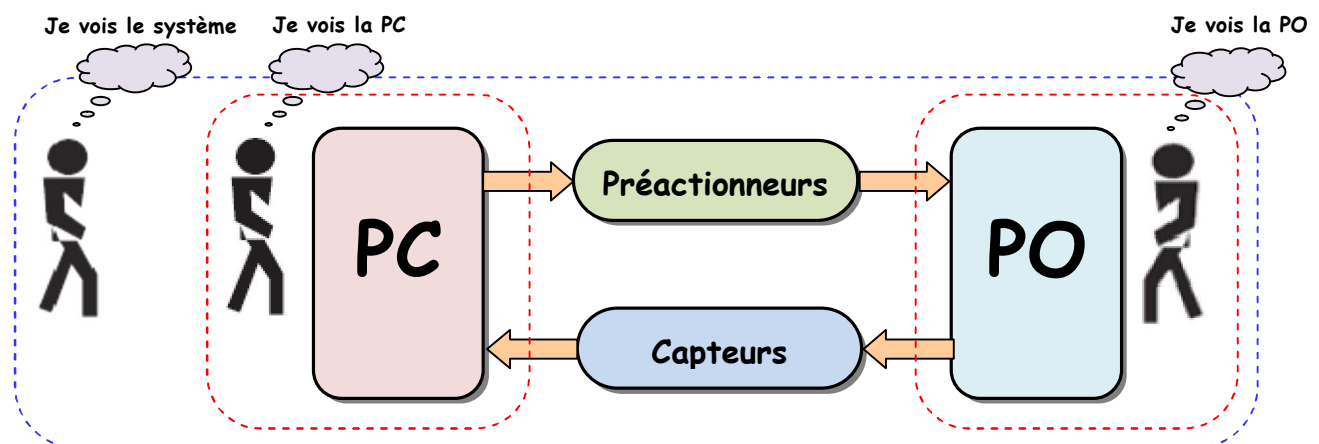 Je vois le système
Je vois la PC
Je vois la PO
PC
Préactionneurs
PO
Capteurs